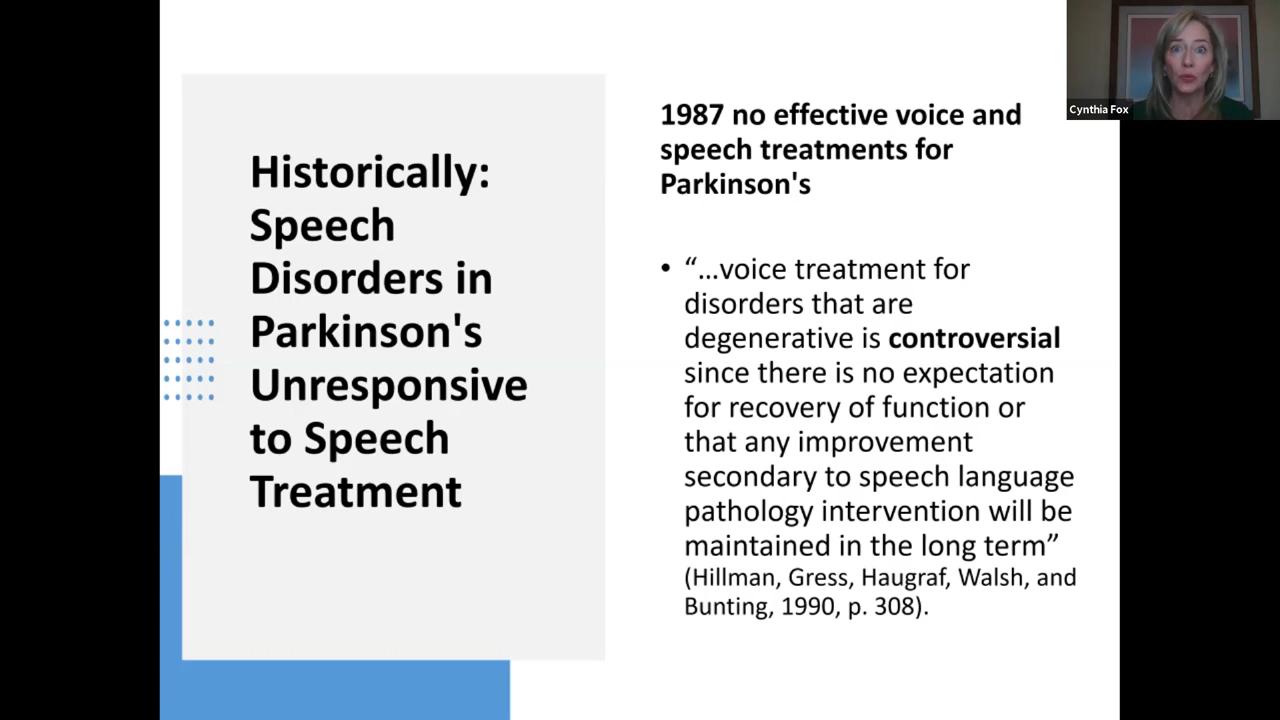 Historically:
Speech
Disorders in
Parkinson's
Unresponsive
to Speech
Treatment
1987 no effective voice and
speech treatments for
Parkinson's
• “…voice treatment for
disorders that are
degenerative is controversial
since there is no expectation
for recovery of function or
that any improvement
secondary to speech language
pathology intervention will be
maintained in the long term”
(Hillman, Gress, Haugraf, Walsh, and
Bunting, 1990, p. 308).
Cynthia Fox